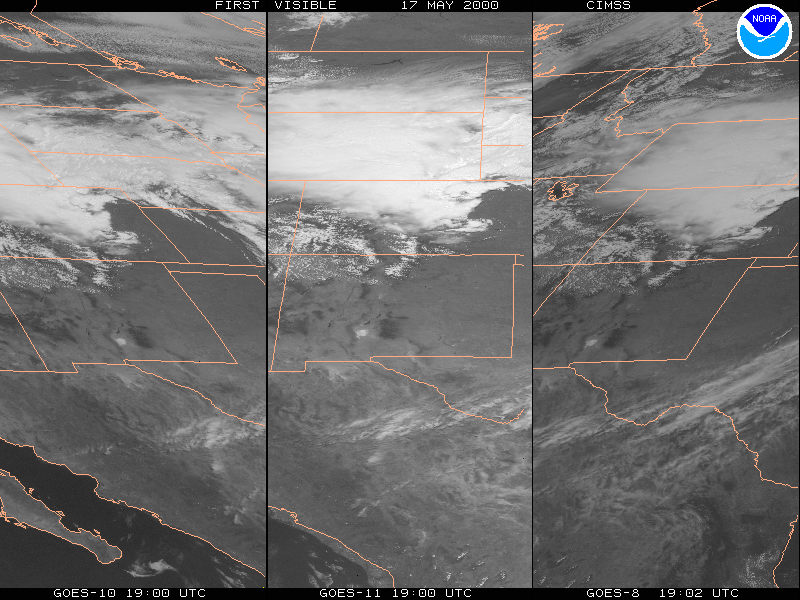 FIRST VISIBLE 17 MAY 2000 CIMSS
NOAA
GOES-10 19:00 UTC GOES-11 19:00 UTC GOES-8 19:02 UTC